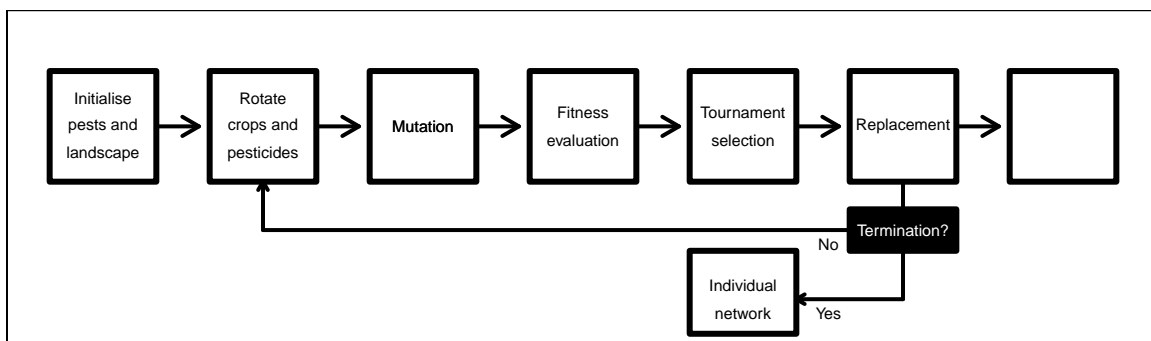 Initialise
pests and
landscape
Rotate
crops and
pesticides
Mutation
Fitness
evaluation
Tournament
selection
Replacement
Termination?
No
Individual
network
Yes